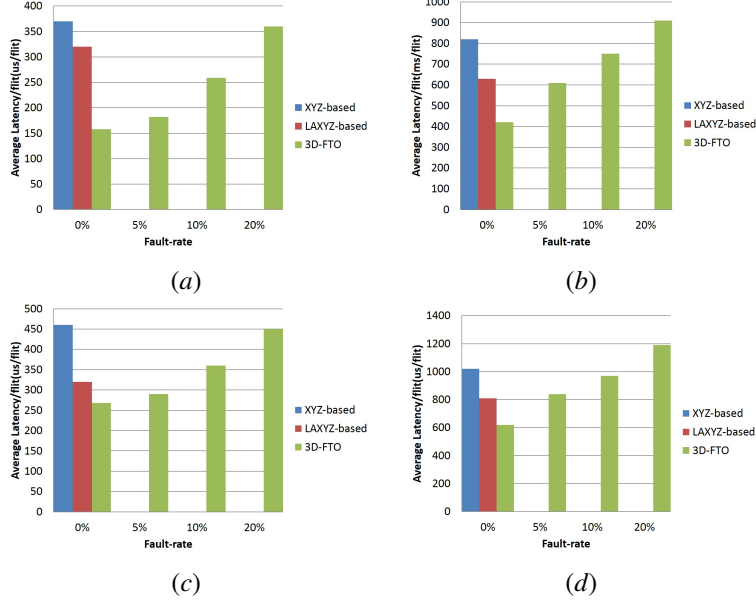 Average Latency/flit(us/flit)
400
350
300
250
200
150
100
50
0
0% 5% 10% 20%
Fault-rate
XYZ-based
LAXYZ-based
3D-FTO
(a)
Average Latency/flit(ms/flit)
1000
900
800
700
600
500
400
300
200
100
0
0% 5% 10% 20%
Fault-rate
XYZ-based
LAXYZ-based
3D-FTO
(b)
Average Latency/flit(us/flit)
500
450
400
350
300
250
200
150
100
50
0
0% 5% 10% 20%
Fault-rate
XYZ-based
LAXYZ-based
3D-FTO
(c)
Average Latency/flit(us/flit)
1400
1200
1000
800
600
400
200
0
0% 5% 10% 20%
Fault-rate
XYZ-based
LAXYZ-based
3D-FTO
(d)